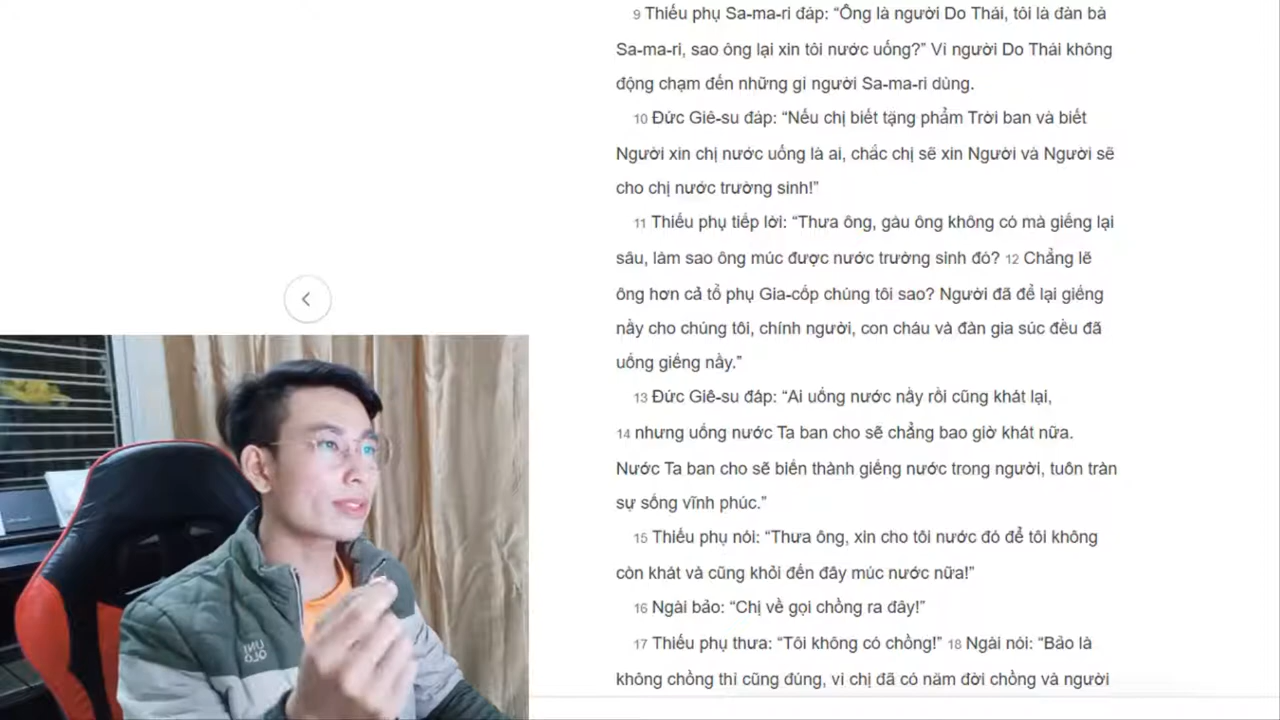 9 Thiếu phụ Sa-ma-ri đáp: “Ông là người Do Thái, tôi là đàn bà
Sa-ma-ri, sao ông lại xin tôi nước uống?” Vì người Do Thái không
động chạm đến những gì người Sa-ma-ri dùng.
10 Đức Giê-su đáp: “Nếu chị biết tặng phẩm Trời ban và biết
Người xin chị nước uống là ai, chắc chị sẽ xin Người và Người sẽ
cho chị nước trường sinh!”
11 Thiếu phụ tiếp lời: “Thưa ông, gàu ông không có mà giếng lại
sâu, làm sao ông múc được nước trường sinh đó? 12 Chẳng lẽ
ông hơn cả tổ phụ Gia-cốp chúng tôi sao? Người đã để lại giếng
nầy cho chúng tôi, chính người, con cháu và đàn gia súc đều đã
uống giếng nầy.”
13 Đức Giê-su đáp: “Ai uống nước nầy rồi cũng khát lại,
14 nhưng uống nước Ta ban cho sẽ chẳng bao giờ khát nữa.
Nước Ta ban cho sẽ biến thành giếng nước trong người, tuôn tràn
sự sống vĩnh phúc.”
15 Thiếu phụ nói: “Thưa ông, xin cho tôi nước đó để tôi không
còn khát và cũng khỏi đến đây múc nước nữa!”
16 Ngài bảo: “Chị về gọi chồng ra đây!”
17 Thiếu phụ thưa: “Tôi không có chồng!” 18 Ngài nói: “Bảo là
không chồng thì cũng đúng, vì chị đã có năm đời chồng và người
UNI
QLO